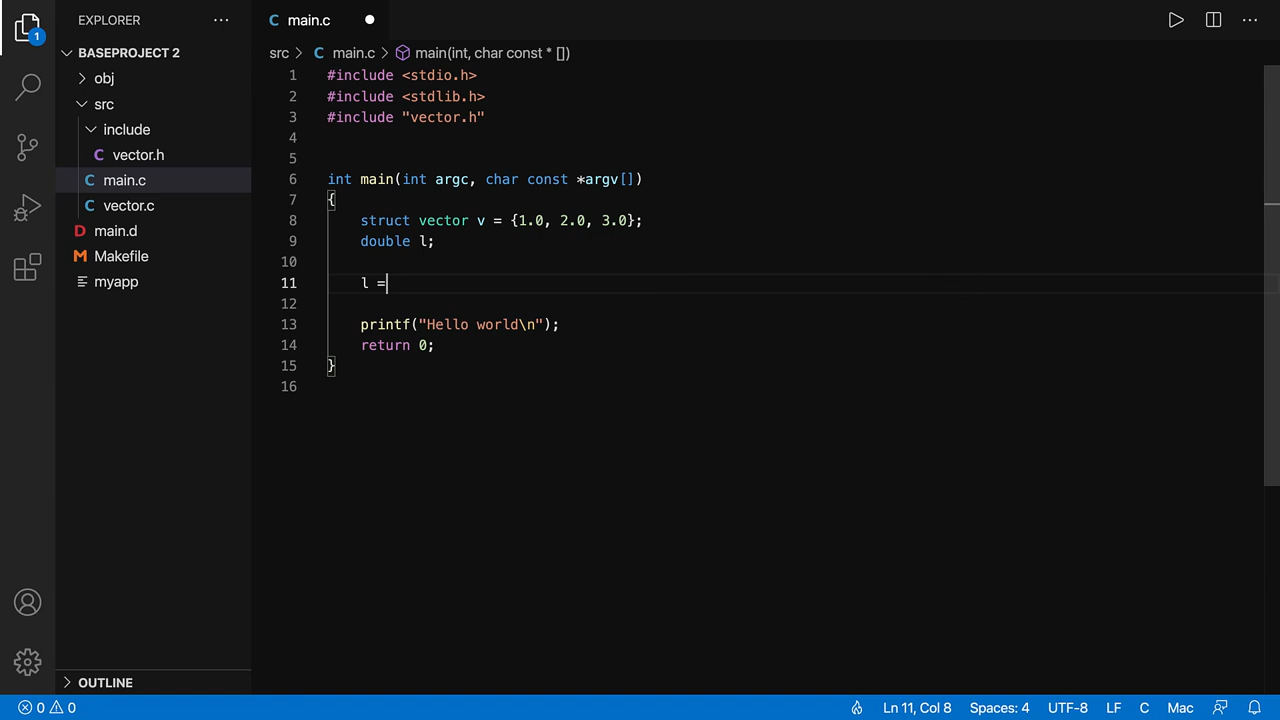 EXPLORER ···
BASEPROJECT 2
obj
src
include
C vector.h
C main.c
C vector.c
D main.d
M Makefile
myapp
OUTLINE
1
C main.c ●
src > C main.c > main(int, char const * [])
1 #include <stdio.h>
2 #include <stdlib.h>
3 #include "vector.h"
4
5
6 int main(int argc, char const *argv[])
7 {
8 struct vector v = {1.0, 2.0, 3.0};
9 double l;
10
11 l =
12
13 printf("Hello world\n");
14 return 0;
15 }
16
0 0 Ln 11, Col 8 Spaces: 4 UTF-8 LF C Mac